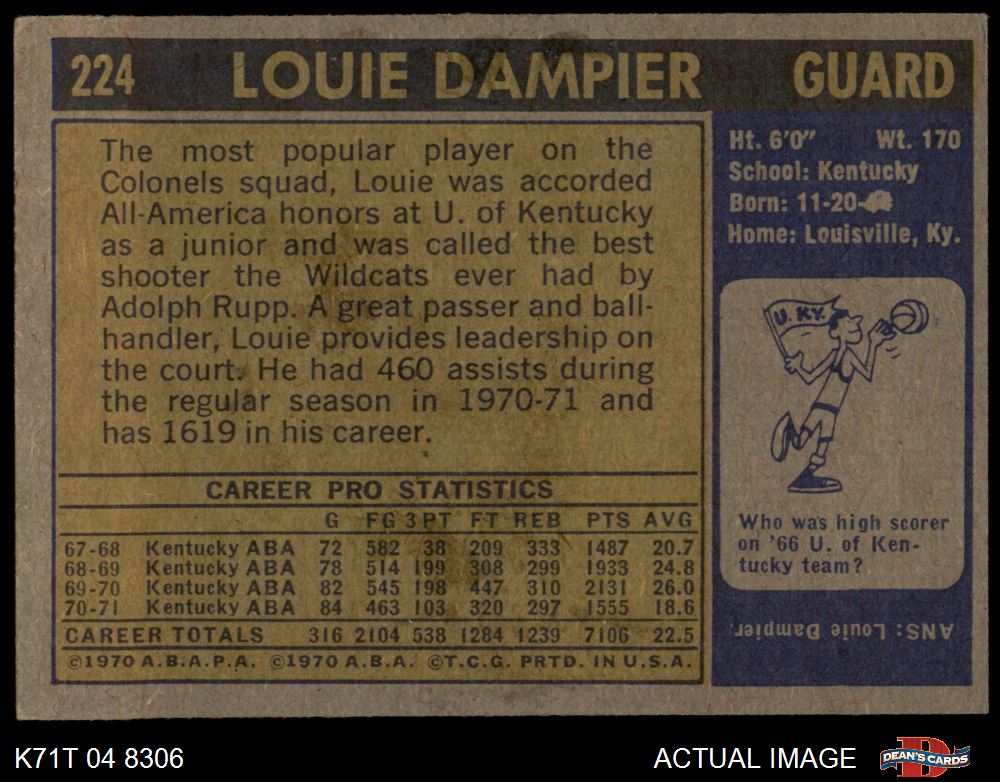 224 LOUIE DAMPIER GUARD
The most popular player on the
Colonels squad, Louie was accorded
All-America honors at U. of Kentucky
as a junior and was called the best
shooter the Wildcats ever had by
Adolph Rupp. A great passer and ball-
handler, Louie provides leadership on
the court. He had 460 assists during
the regular season in 1970-71 and
has 1619 in his career.
CAREER PRO STATISTICS
G FG 3PT FT REB PTS AVG
67-68 Kentucky ABA 72 582 38 209 333 1487 20.7
68-69 Kentucky ABA 78 514 199 308 299 1933 24.8
69-70 Kentucky ABA 82 545 198 447 310 2131 26.0
70-71 Kentucky ABA 84 463 103 320 297 1555 18.6
CAREER TOTALS 316 2104 538 1284 1239 7106 22.5
©1970 A.B.A.P.A. ©1970 A.B.A. ©T.C.G. PRTD. IN U.S.A.
Ht. 6'0" Wt. 170
School: Kentucky
Born: 11-20-
Home: Louisville, Ky.
U. KY.
Who was high scorer
on '66 U. of Ken-
tucky team?
ANS: Louie Dampier.
K71T 04 8306 ACTUAL IMAGE DEAN'S CARDS